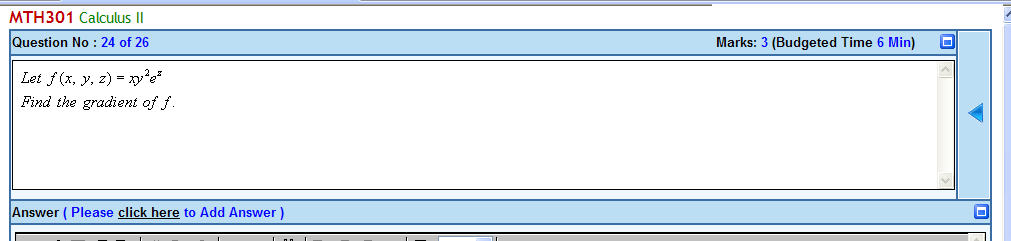 MTH301 Calculus II
Question No : 24 of 26 Marks: 3 (Budgeted Time 6 Min)
Let f(x, y, z) = xy²eᶻ
Find the gradient of f.
Answer ( Please click here to Add Answer )